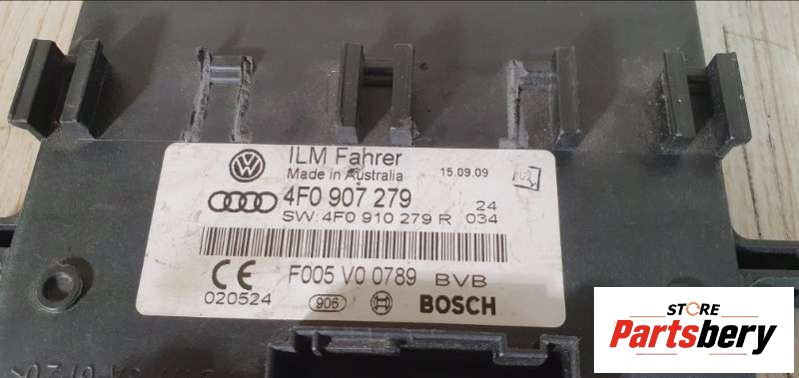 ILM Fahrer
Made in Australia 15.09.09
4F0 907 279 24
SW: 4F0 910 279 R 034
F005 V0 0789 BVB
020524 906 BOSCH
STORE
Partsbery